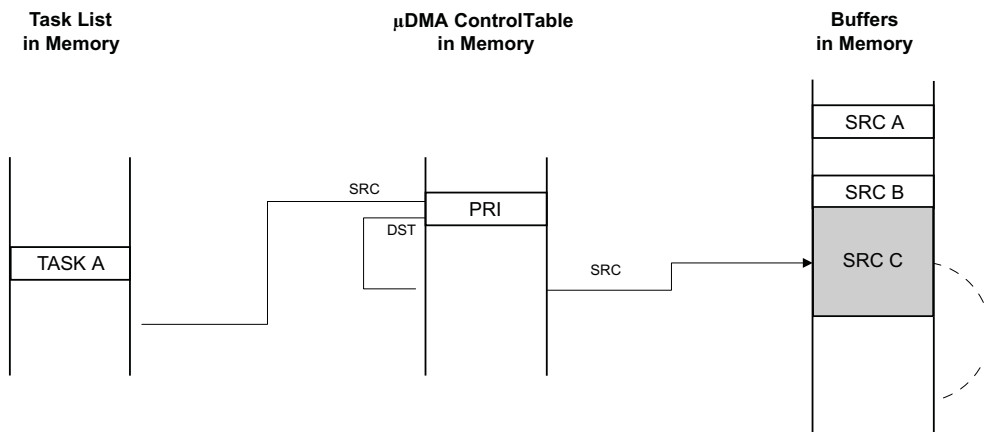 Task List
in Memory
µDMA ControlTable
in Memory
Buffers
in Memory
SRC A
SRC
SRC B
PRI
DST
TASK A
SRC
SRC C